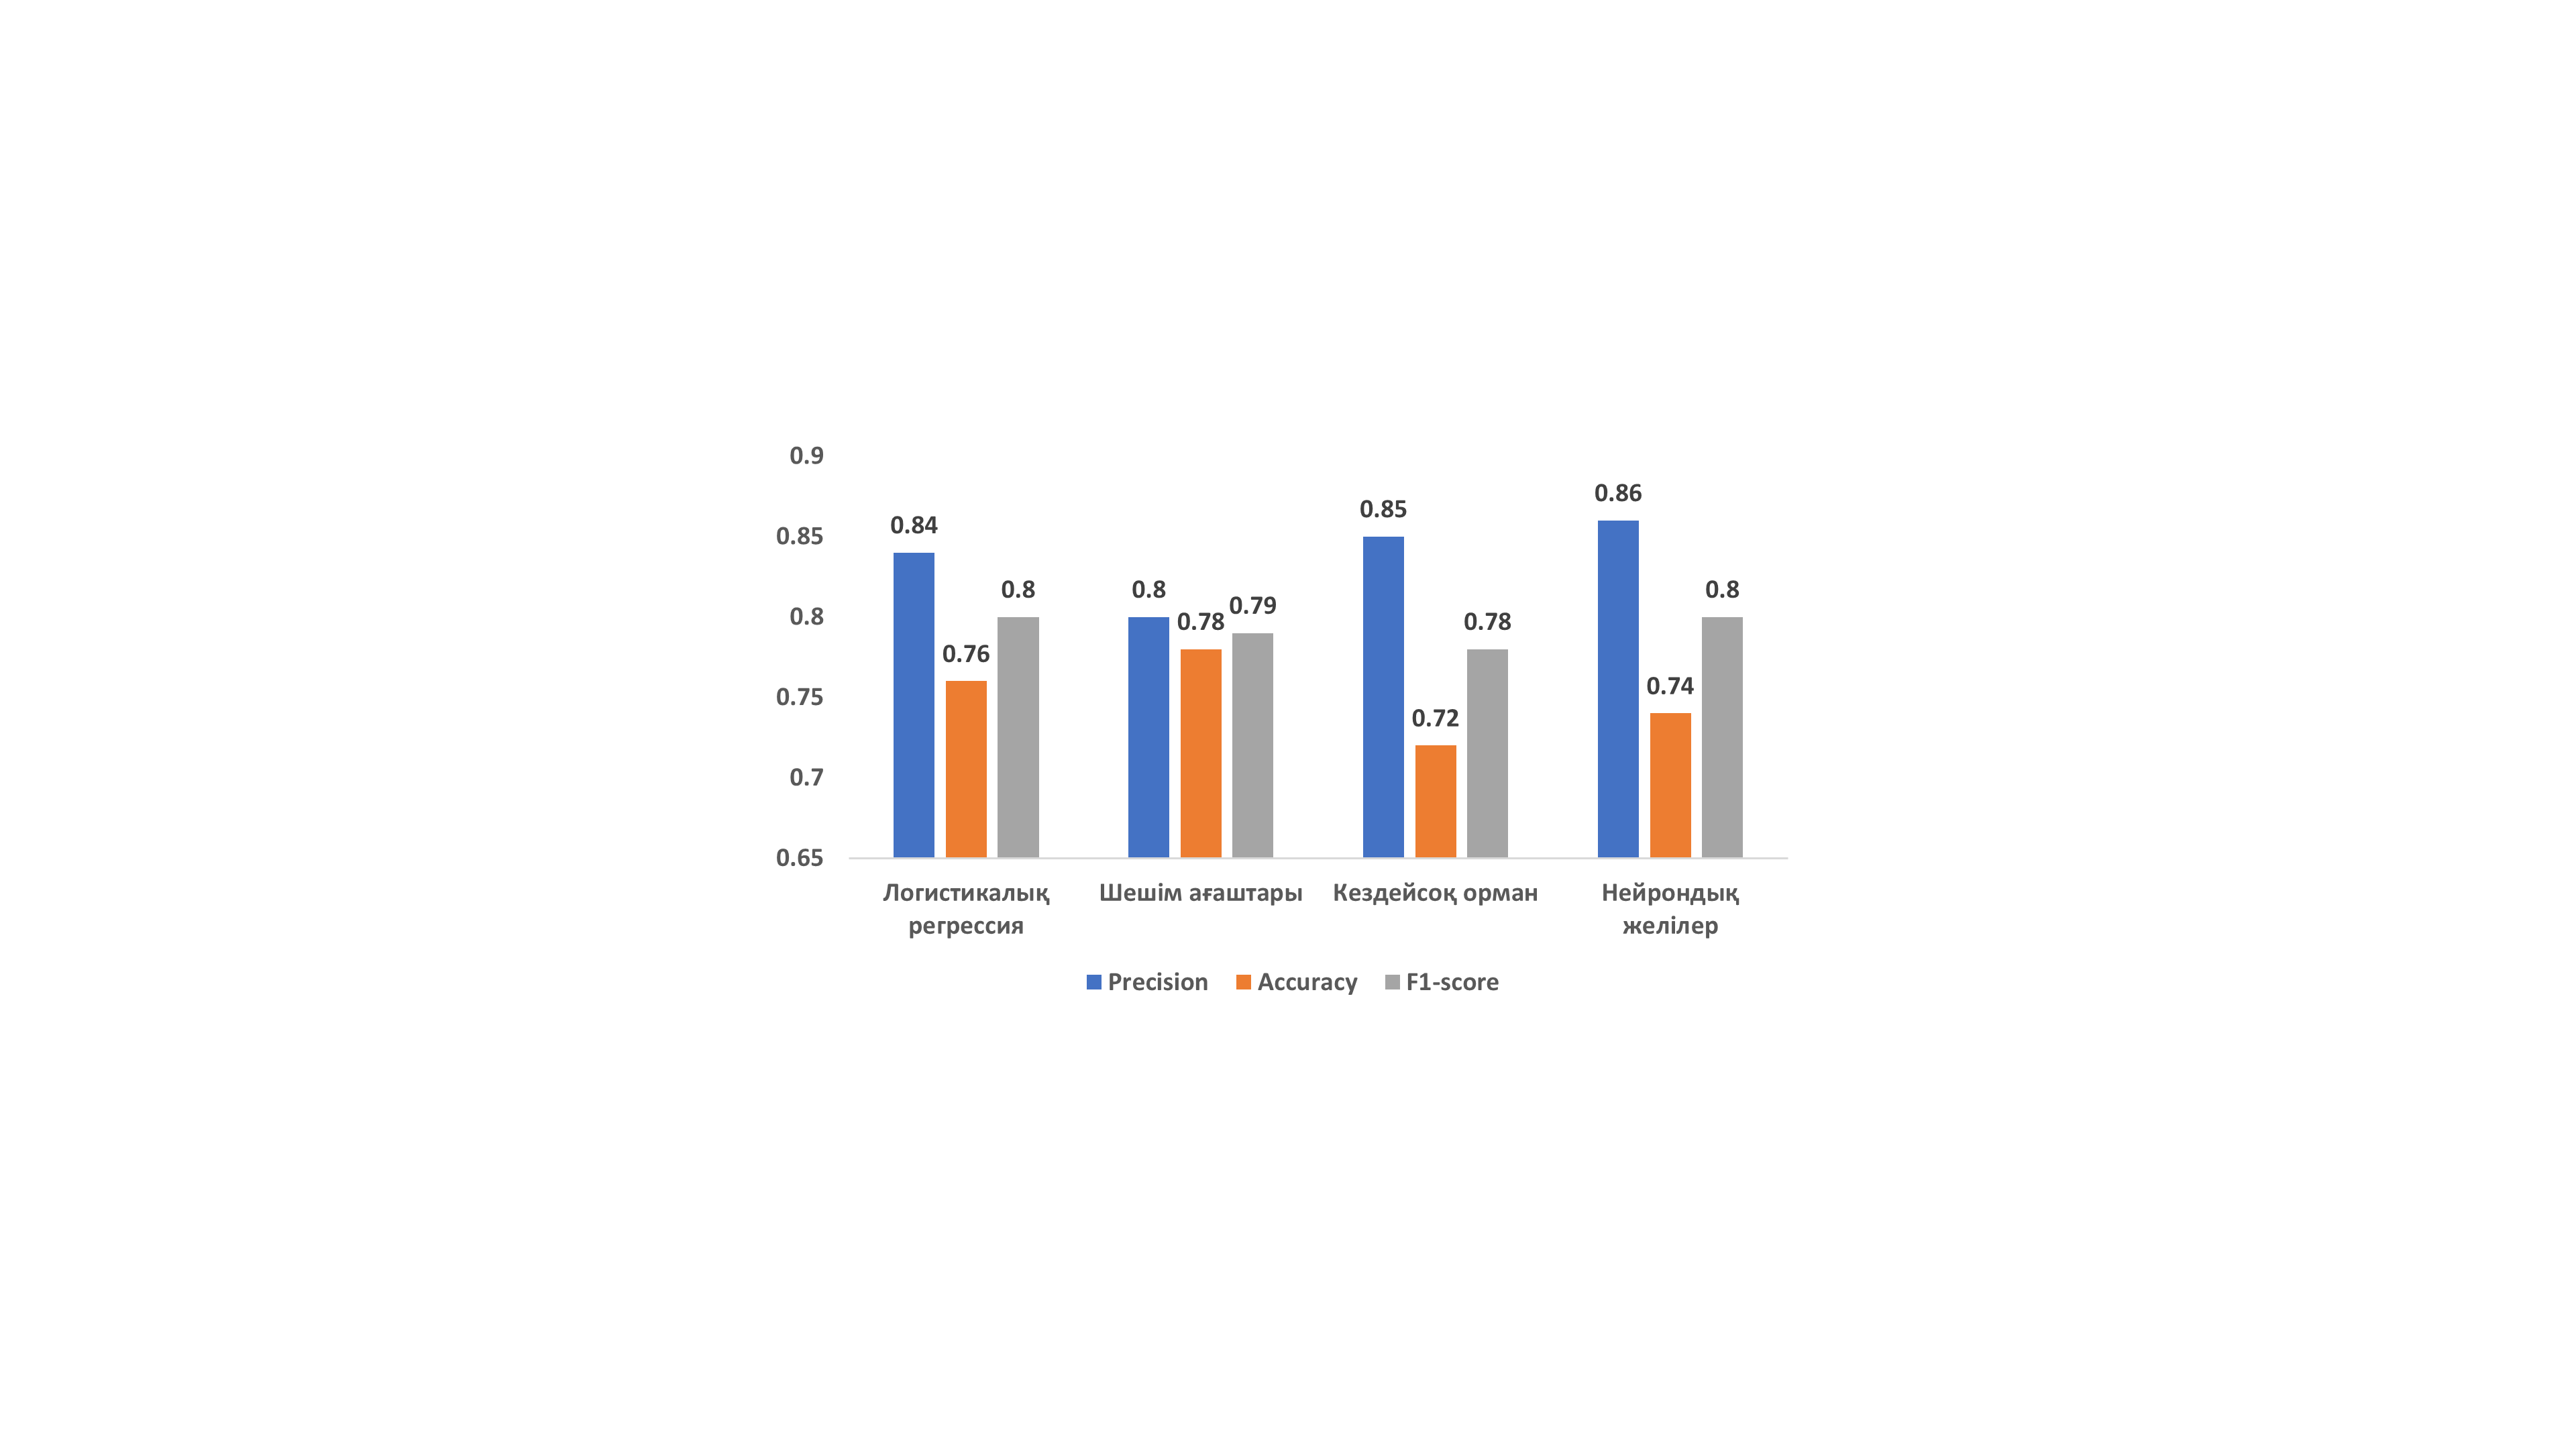 0.9
0.85
0.8
0.75
0.7
0.65
0.84
0.76
0.8
0.8
0.78
0.79
0.85
0.72
0.78
0.86
0.74
0.8
Логистикалық
регрессия
Шешім ағаштары
Кездейсоқ орман
Нейрондық
желілер
Precision
Accuracy
F1-score